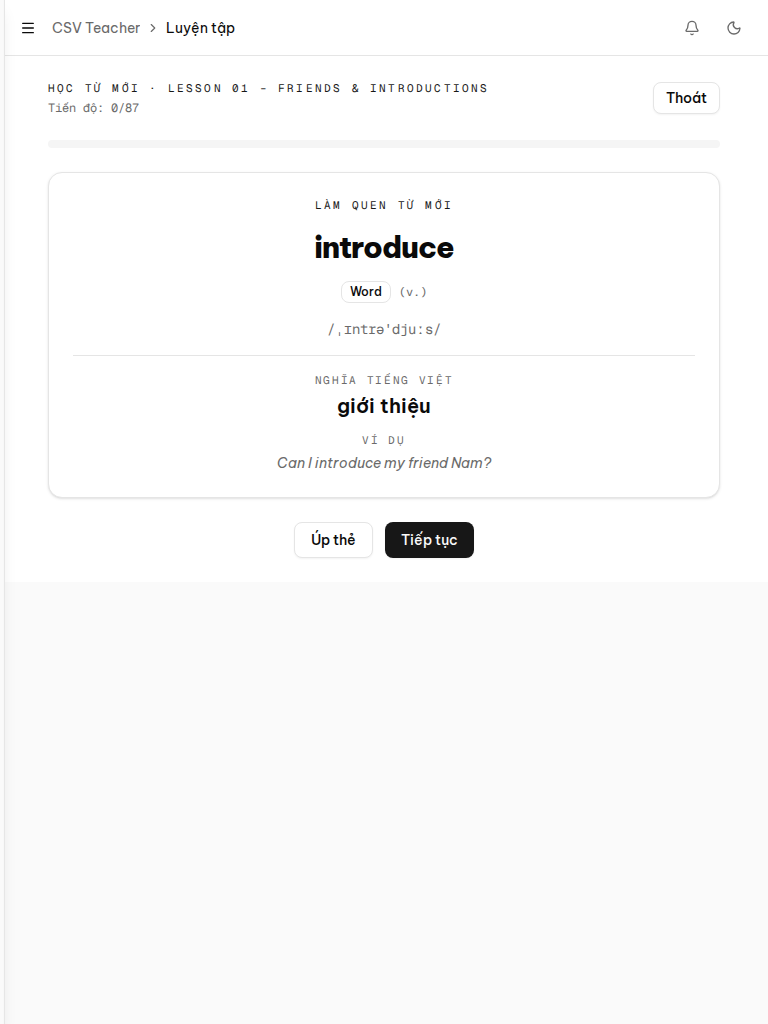 CSV Teacher > Luyện tập
HỌC TỪ MỚI · LESSON 01 – FRIENDS & INTRODUCTIONS
Tiến độ: 0/87
Thoát
LÀM QUEN TỪ MỚI
introduce
Word (v.)
/ˌɪntrəˈdjuːs/
NGHĨA TIẾNG VIỆT
giới thiệu
VÍ DỤ
Can I introduce my friend Nam?
Úp thẻ
Tiếp tục